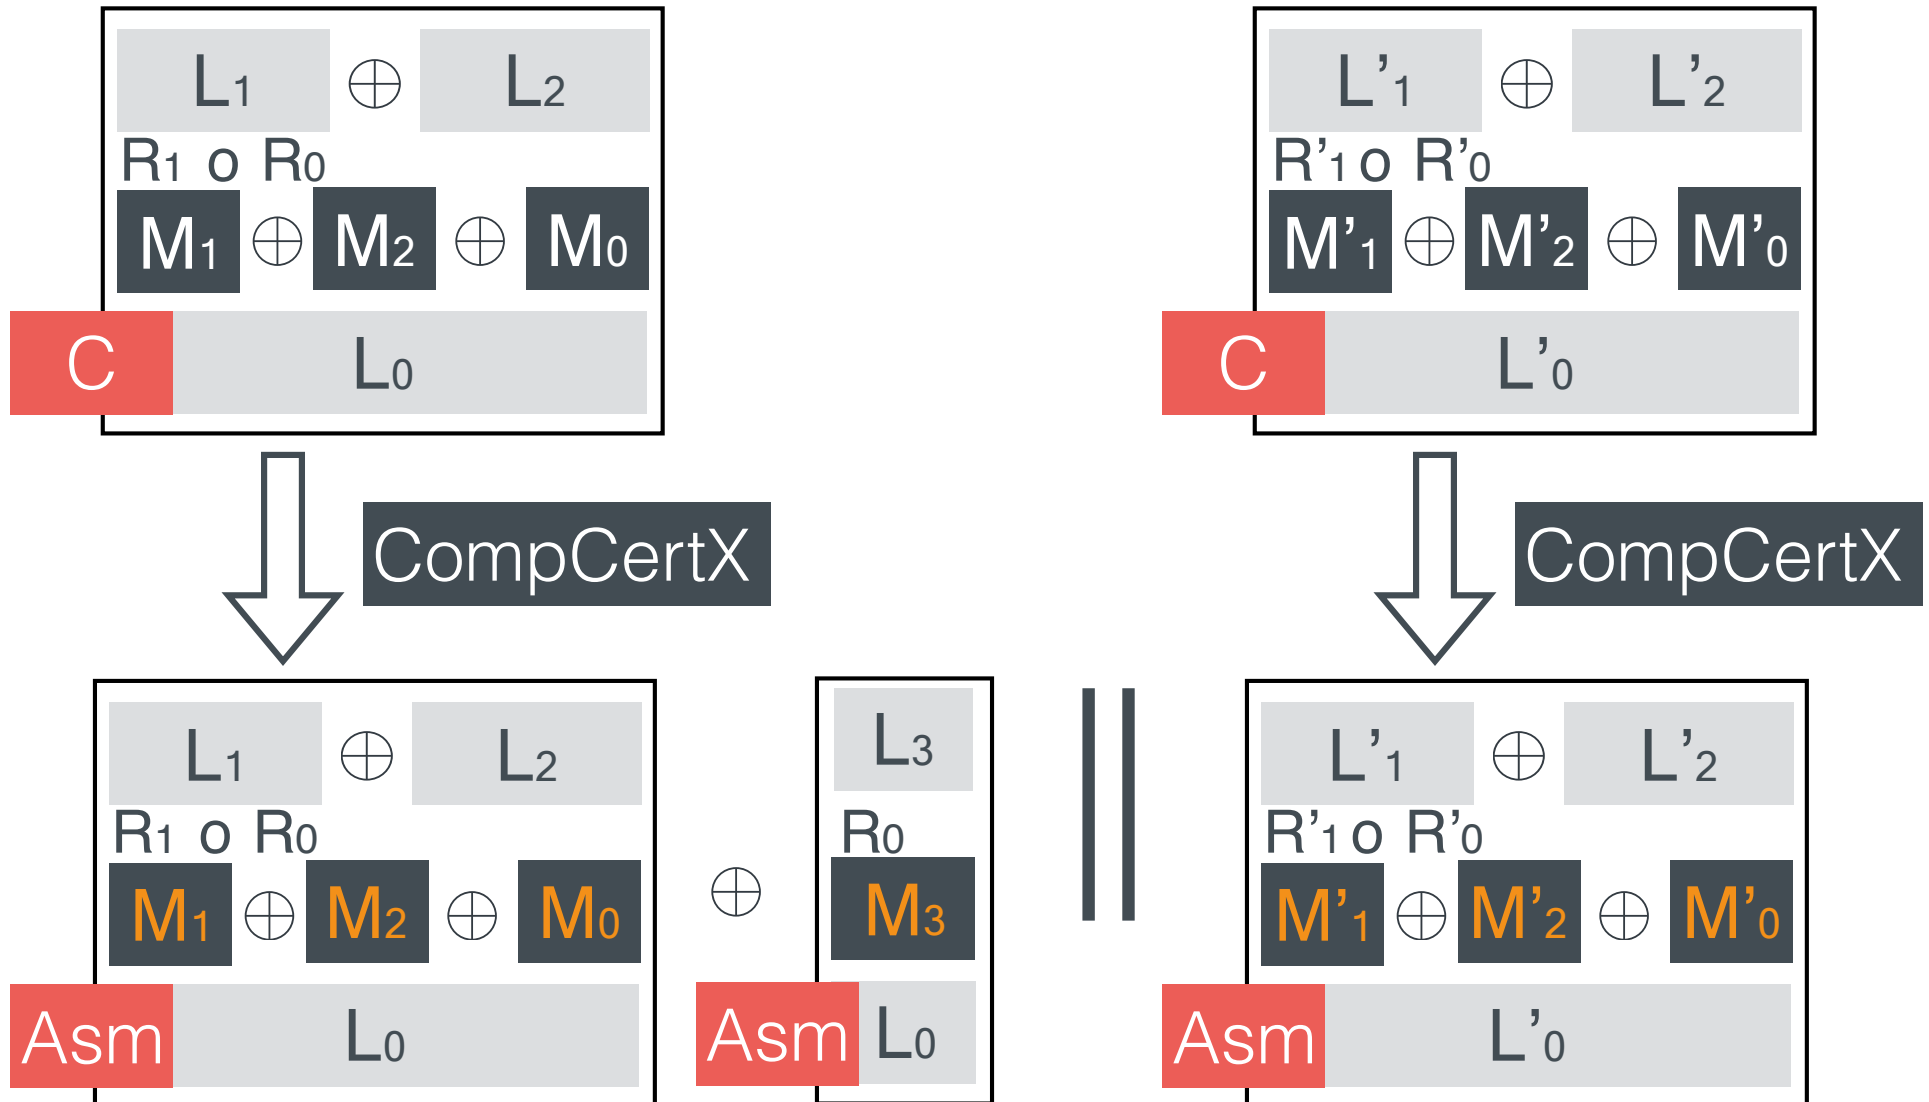 L1 ⊕ L2
R1 o R0
M1 ⊕ M2 ⊕ M0
C L0
L’1 ⊕ L’2
R’1 o R’0
M’1 ⊕ M’2 ⊕ M’0
C L’0
CompCertX
CompCertX
L1 ⊕ L2
R1 o R0
M1 ⊕ M2 ⊕ M0
Asm L0
⊕
L3
R0
M3
Asm L0
||
L’1 ⊕ L’2
R’1 o R’0
M’1 ⊕ M’2 ⊕ M’0
Asm L’0